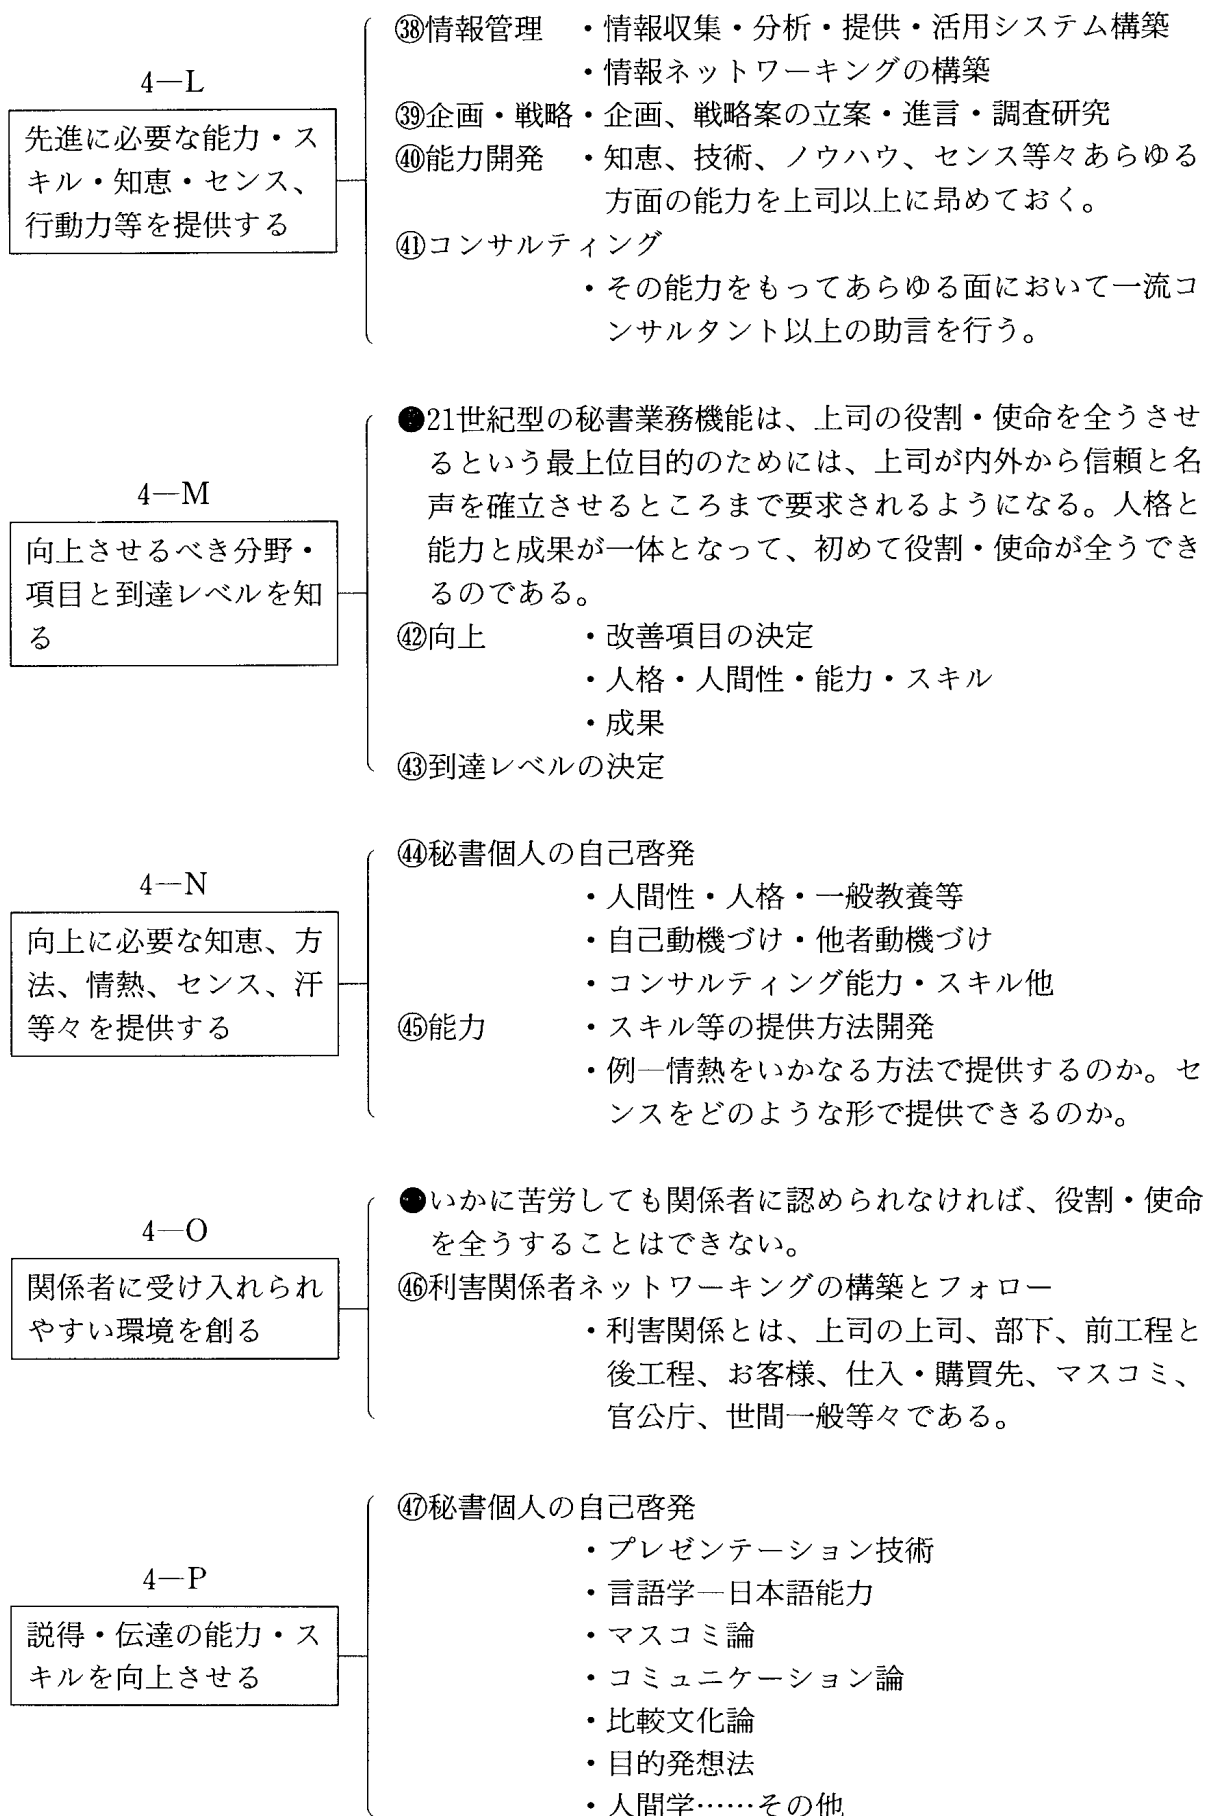 4―L
先進に必要な能力・ス
キル・知恵・センス、
行動力等を提供する
㊳情報管理 ・情報収集・分析・提供・活用システム構築
・情報ネットワーキングの構築
㊴企画・戦略・企画、戦略案の立案・進言・調査研究
㊵能力開発 ・知恵、技術、ノウハウ、センス等々あらゆる
方面の能力を上司以上に昂めておく。
㊶コンサルティング
・その能力をもってあらゆる面において一流コ
ンサルタント以上の助言を行う。
4―M
向上させるべき分野・
項目と到達レベルを知
る
●21世紀型の秘書業務機能は、上司の役割・使命を全うさせ
るという最上位目的のためには、上司が内外から信頼と名
声を確立させるところまで要求されるようになる。人格と
能力と成果が一体となって、初めて役割・使命が全うでき
るのである。
㊷向上 ・改善項目の決定
・人格・人間性・能力・スキル
・成果
㊸到達レベルの決定
4―N
向上に必要な知恵、方
法、情熱、センス、汗
等々を提供する
㊹秘書個人の自己啓発
・人間性・人格・一般教養等
・自己動機づけ・他者動機づけ
・コンサルティング能力・スキル他
㊺能力 ・スキル等の提供方法開発
・例―情熱をいかなる方法で提供するのか。セ
ンスをどのような形で提供できるのか。
4―O
関係者に受け入れられ
やすい環境を創る
●いかに苦労しても関係者に認められなければ、役割・使命
を全うすることはできない。
㊻利害関係者ネットワーキングの構築とフォロー
・利害関係とは、上司の上司、部下、前工程と
後工程、お客様、仕入・購買先、マスコミ、
官公庁、世間一般等々である。
4―P
説得・伝達の能力・ス
キルを向上させる
㊼秘書個人の自己啓発
・プレゼンテーション技術
・言語学―日本語能力
・マスコミ論
・コミュニケーション論
・比較文化論
・目的発想法
・人間学……その他